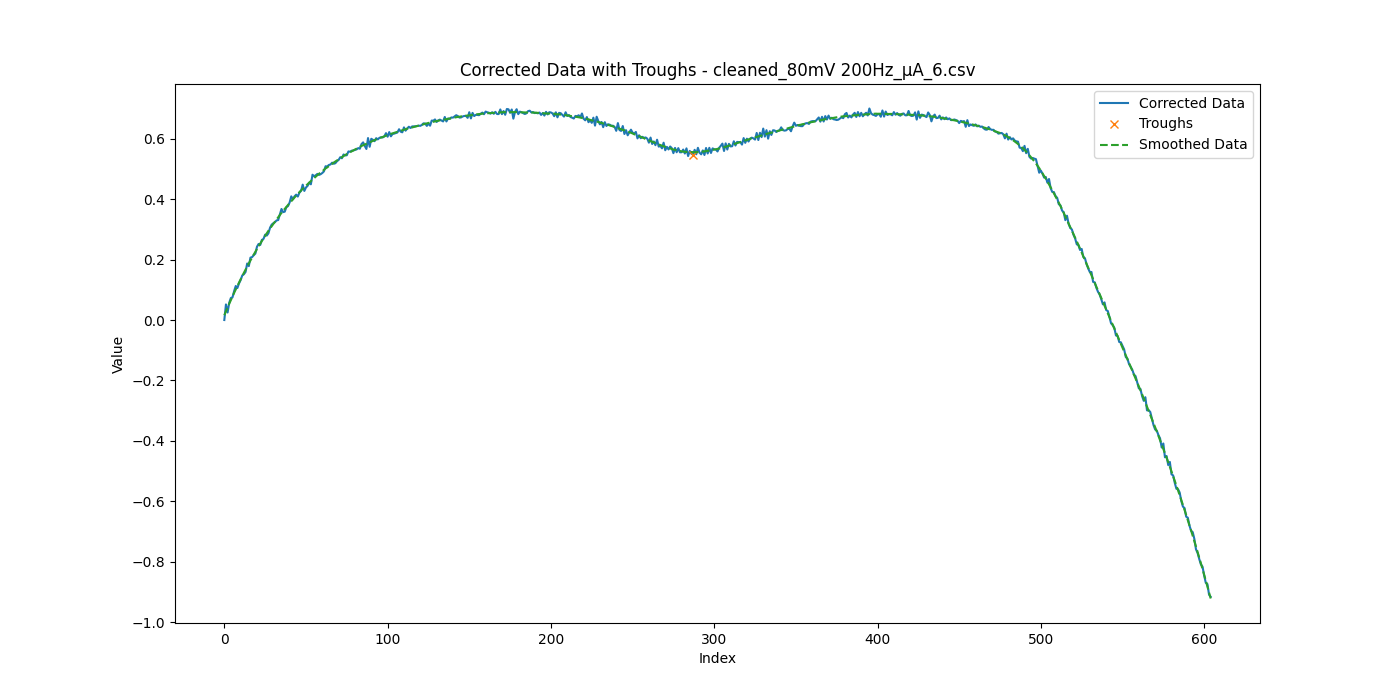 Corrected Data with Troughs - cleaned_80mV 200Hz_µA_6.csv
Corrected Data
Troughs
Smoothed Data
Value
0.6
0.4
0.2
0.0
−0.2
−0.4
−0.6
−0.8
−1.0
0 100 200 300 400 500 600
Index